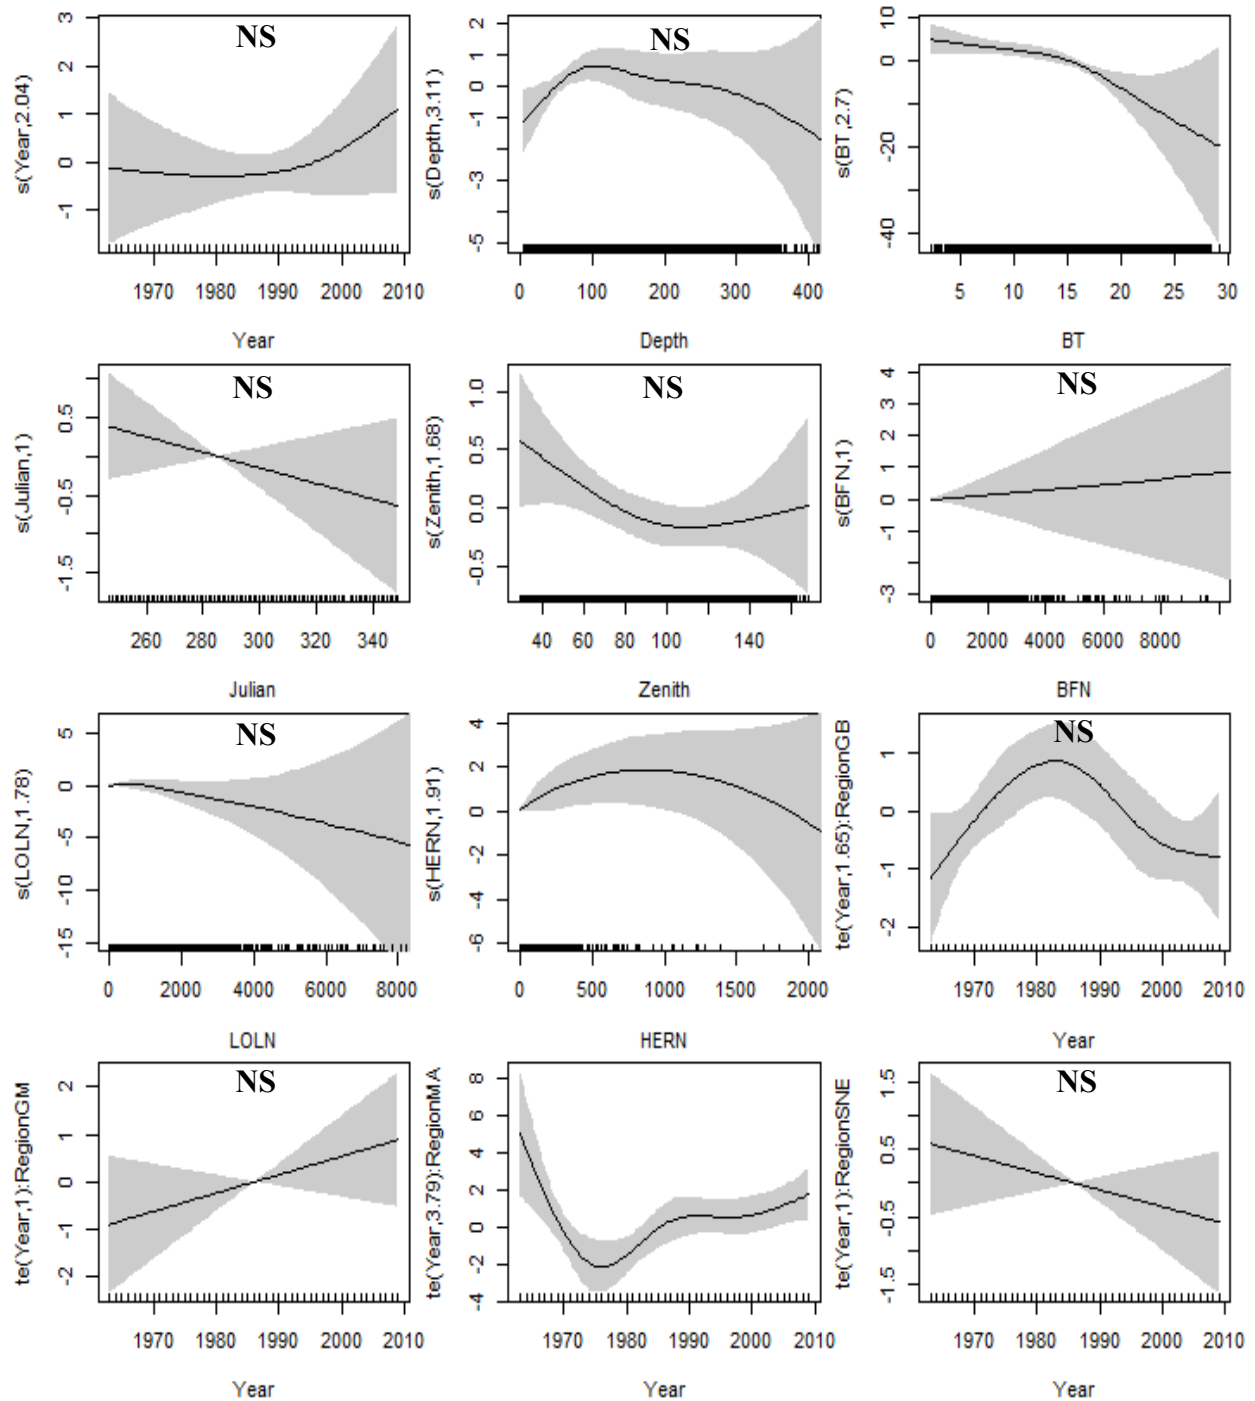 s(Year,2.04)
3
2
1
0
-1
NS
1970 1980 1990 2000 2010
Year
s(Depth,3.11)
2
1
0
-1
-3
-5
NS
0 100 200 300 400
Depth
s(BT,2.7)
10
0
-20
-40
5 10 15 20 25 30
BT
s(Julian,1)
0.5
-0.5
-1.5
NS
260 280 300 320 340
Julian
s(Zenith,1.68)
1.0
0.5
0.0
-0.5
NS
40 60 80 100 140
Zenith
s(BFN,1)
4
3
2
1
0
-1
-3
NS
0 2000 4000 6000 8000
BFN
s(LOLN,1.78)
5
0
-5
-10
-15
NS
0 2000 4000 6000 8000
LOLN
s(HERN,1.91)
4
2
0
-2
-4
-6
0 500 1000 1500 2000
HERN
te(Year,1.65):RegionGB
1
0
-1
-2
NS
1970 1980 1990 2000 2010
Year
te(Year,1):RegionGM
2
1
0
-1
-2
NS
1970 1980 1990 2000 2010
Year
te(Year,3.79):RegionMA
8
6
4
2
0
-2
-4
1970 1980 1990 2000 2010
Year
te(Year,1):RegionSNE
1.5
0.5
-0.5
-1.5
NS
1970 1980 1990 2000 2010
Year